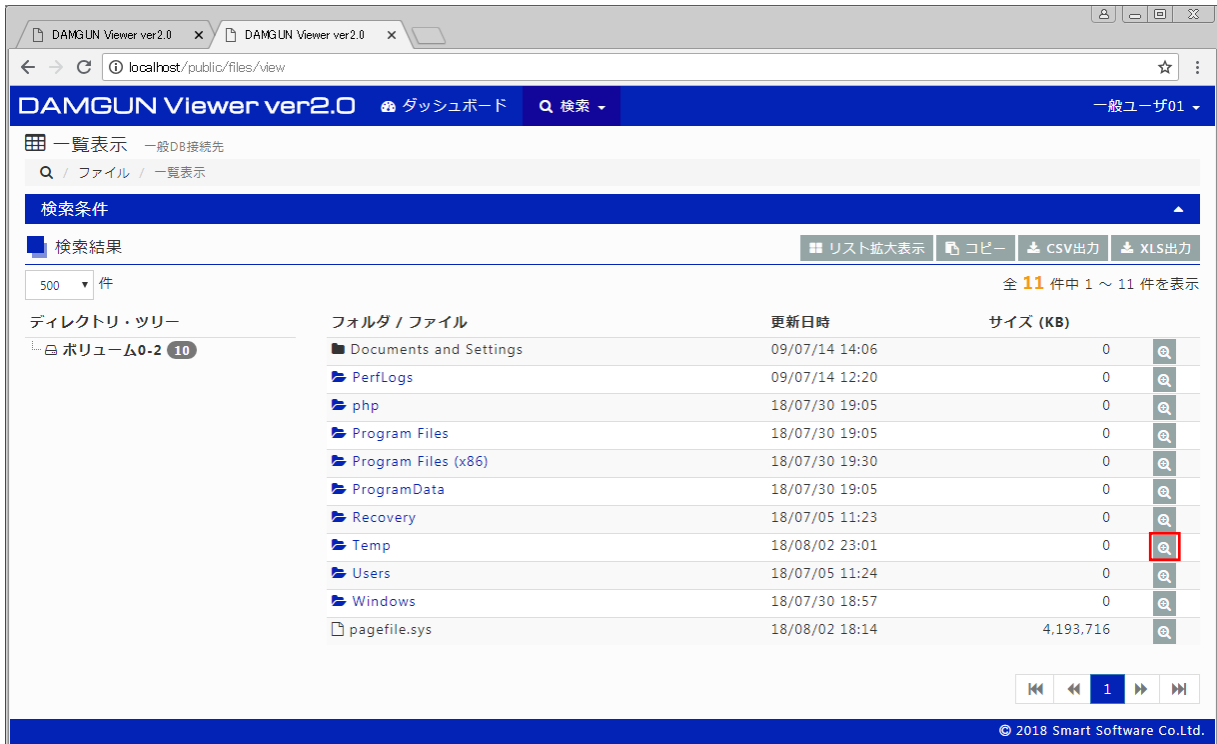 DAMGUN Viewer ver2.0 DAMGUN Viewer ver2.0
localhost/public/files/view
DAMGUN Viewer ver2.0 ダッシュボード 検索 一般ユーザ01
一覧表示 一般DB接続先
/ ファイル / 一覧表示
検索条件
検索結果 リスト拡大表示 コピー CSV出力 XLS出力
500 件 全 11 件中 1 ～ 11 件を表示
ディレクトリ・ツリー フォルダ / ファイル 更新日時 サイズ (KB)
ボリューム0-2 10 Documents and Settings 09/07/14 14:06 0
PerfLogs 09/07/14 12:20 0
php 18/07/30 19:05 0
Program Files 18/07/30 19:05 0
Program Files (x86) 18/07/30 19:30 0
ProgramData 18/07/30 19:05 0
Recovery 18/07/05 11:23 0
Temp 18/08/02 23:01 0
Users 18/07/05 11:24 0
Windows 18/07/30 18:57 0
pagefile.sys 18/08/02 18:14 4,193,716
1
© 2018 Smart Software Co.Ltd.